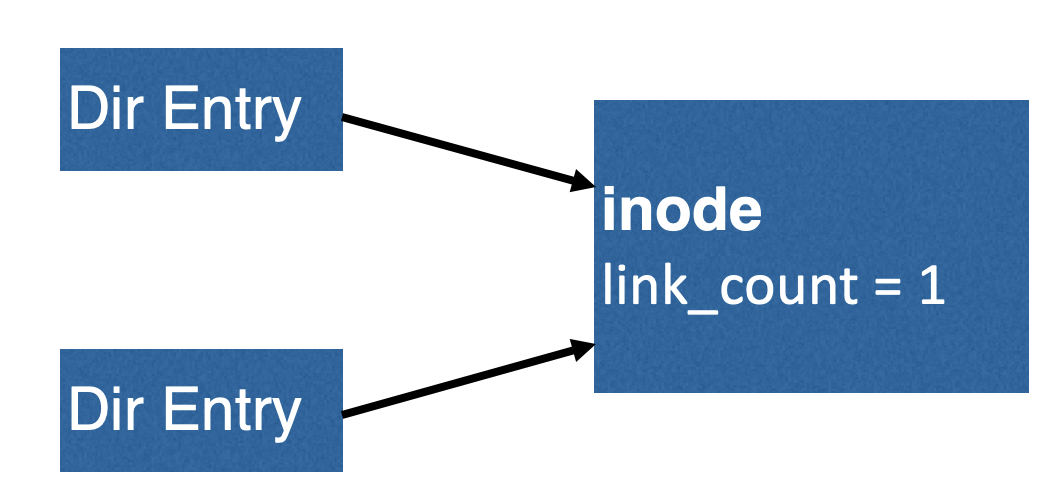 Dir Entry
inode
link_count = 1
Dir Entry